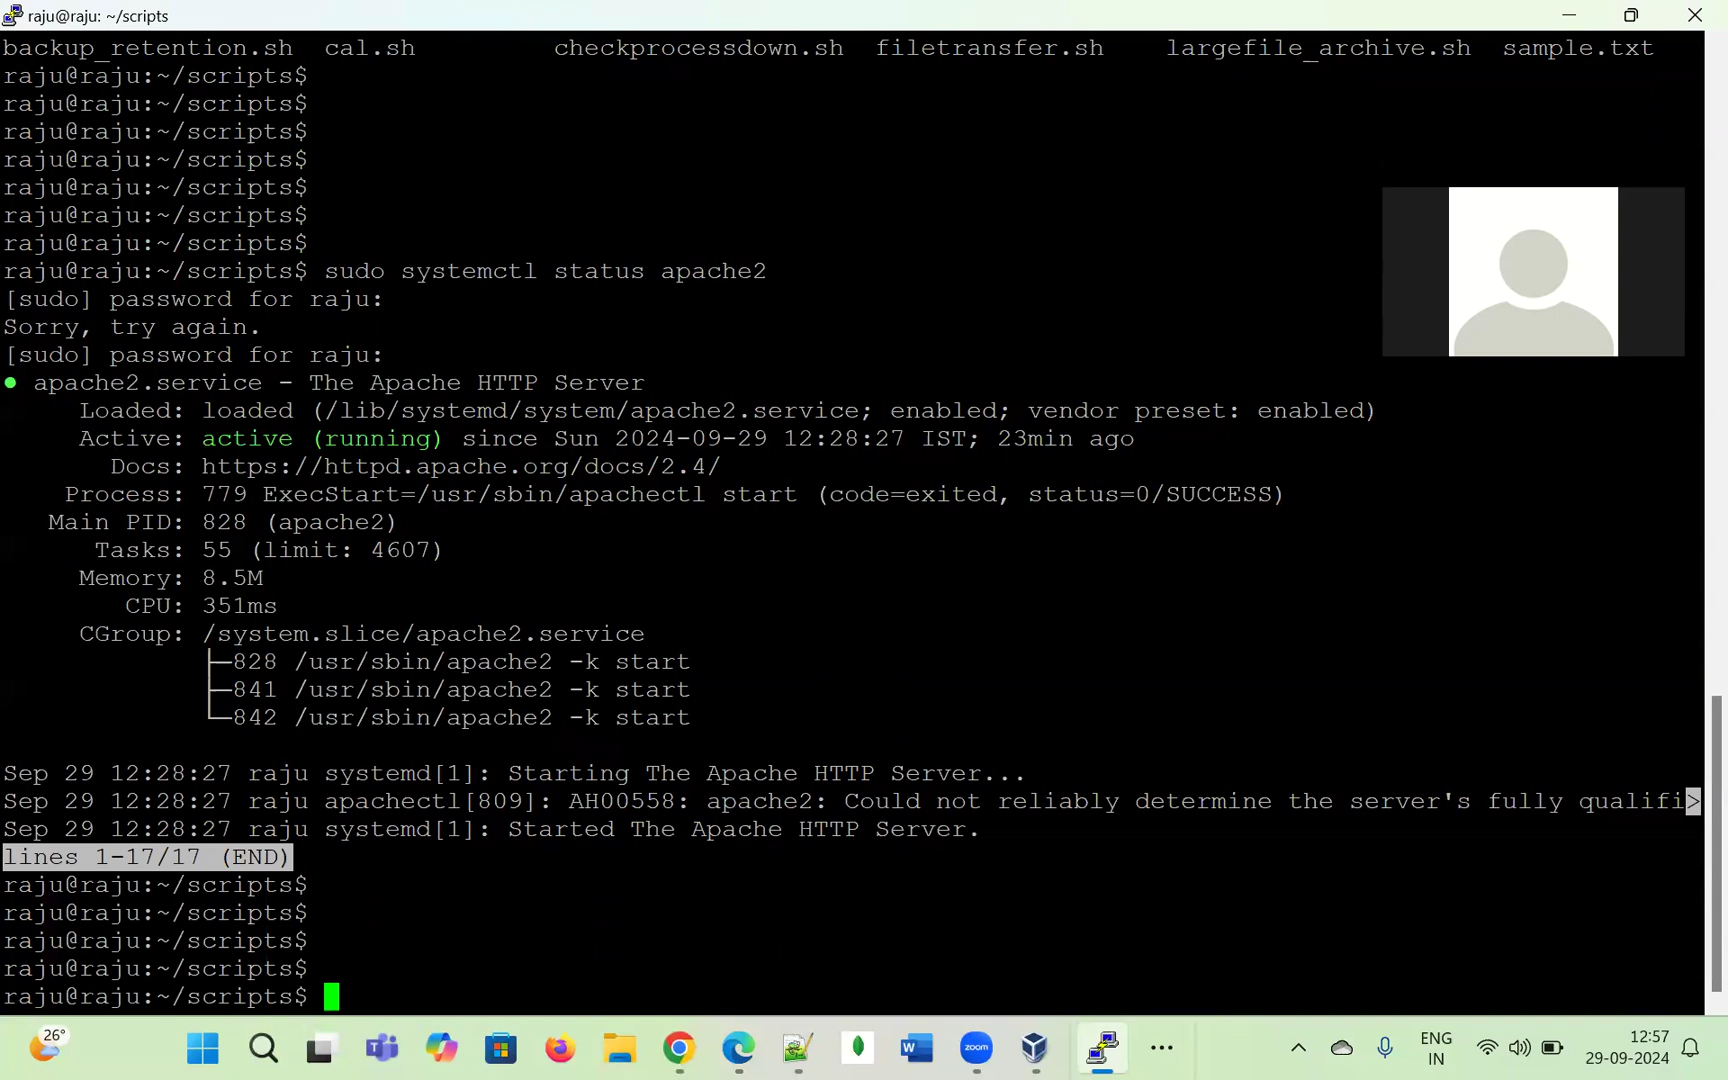 raju@raju: ~/scripts
backup_retention.sh cal.sh checkprocessdown.sh filetransfer.sh largefile_archive.sh sample.txt
raju@raju:~/scripts$
raju@raju:~/scripts$
raju@raju:~/scripts$
raju@raju:~/scripts$
raju@raju:~/scripts$
raju@raju:~/scripts$
raju@raju:~/scripts$
raju@raju:~/scripts$ sudo systemctl status apache2
[sudo] password for raju:
Sorry, try again.
[sudo] password for raju:
● apache2.service - The Apache HTTP Server
Loaded: loaded (/lib/systemd/system/apache2.service; enabled; vendor preset: enabled)
Active: active (running) since Sun 2024-09-29 12:28:27 IST; 23min ago
Docs: https://httpd.apache.org/docs/2.4/
Process: 779 ExecStart=/usr/sbin/apachectl start (code=exited, status=0/SUCCESS)
Main PID: 828 (apache2)
Tasks: 55 (limit: 4607)
Memory: 8.5M
CPU: 351ms
CGroup: /system.slice/apache2.service
├─828 /usr/sbin/apache2 -k start
├─841 /usr/sbin/apache2 -k start
└─842 /usr/sbin/apache2 -k start
Sep 29 12:28:27 raju systemd[1]: Starting The Apache HTTP Server...
Sep 29 12:28:27 raju apachectl[809]: AH00558: apache2: Could not reliably determine the server's fully qualifi>
Sep 29 12:28:27 raju systemd[1]: Started The Apache HTTP Server.
lines 1-17/17 (END)
raju@raju:~/scripts$
raju@raju:~/scripts$
raju@raju:~/scripts$
raju@raju:~/scripts$
raju@raju:~/scripts$
26°
zoom
ENG
IN
12:57
29-09-2024